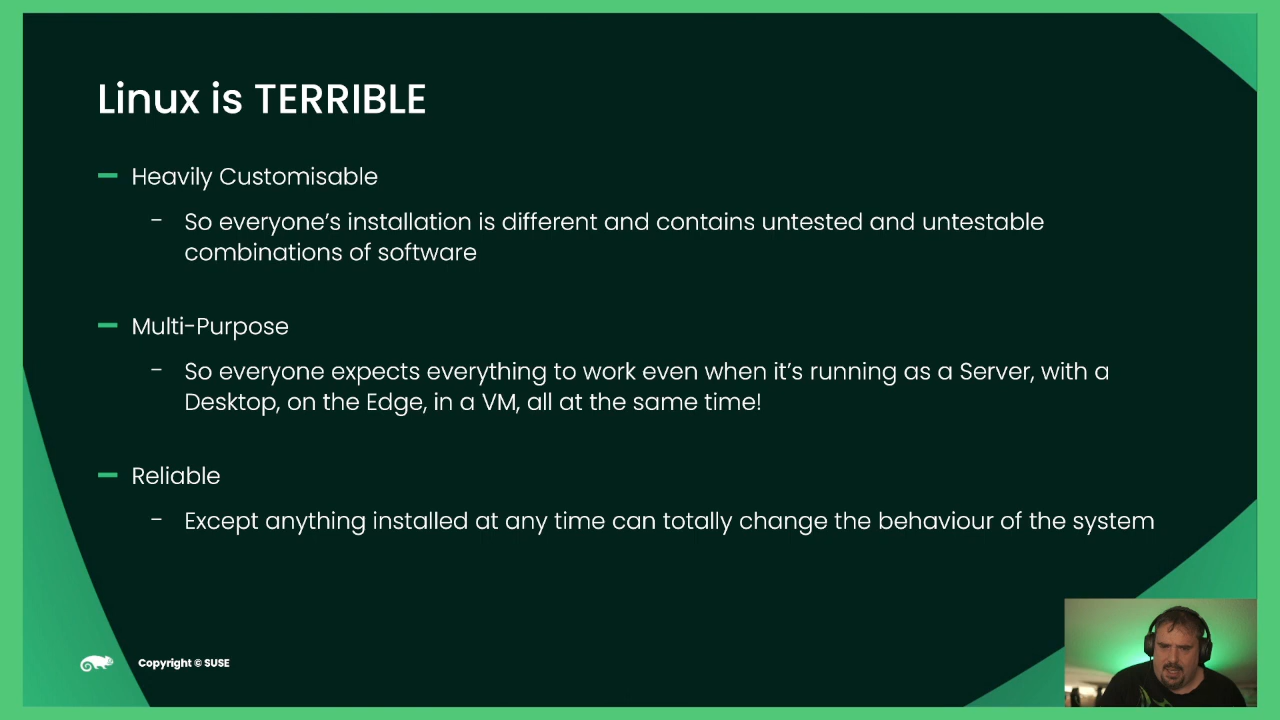 Linux is TERRIBLE
Heavily Customisable
- So everyone's installation is different and contains untested and untestable
combinations of software
Multi-Purpose
- So everyone expects everything to work even when it's running as a Server, with a
Desktop, on the Edge, in a VM, all at the same time!
Reliable
- Except anything installed at any time can totally change the behaviour of the system
Copyright © SUSE